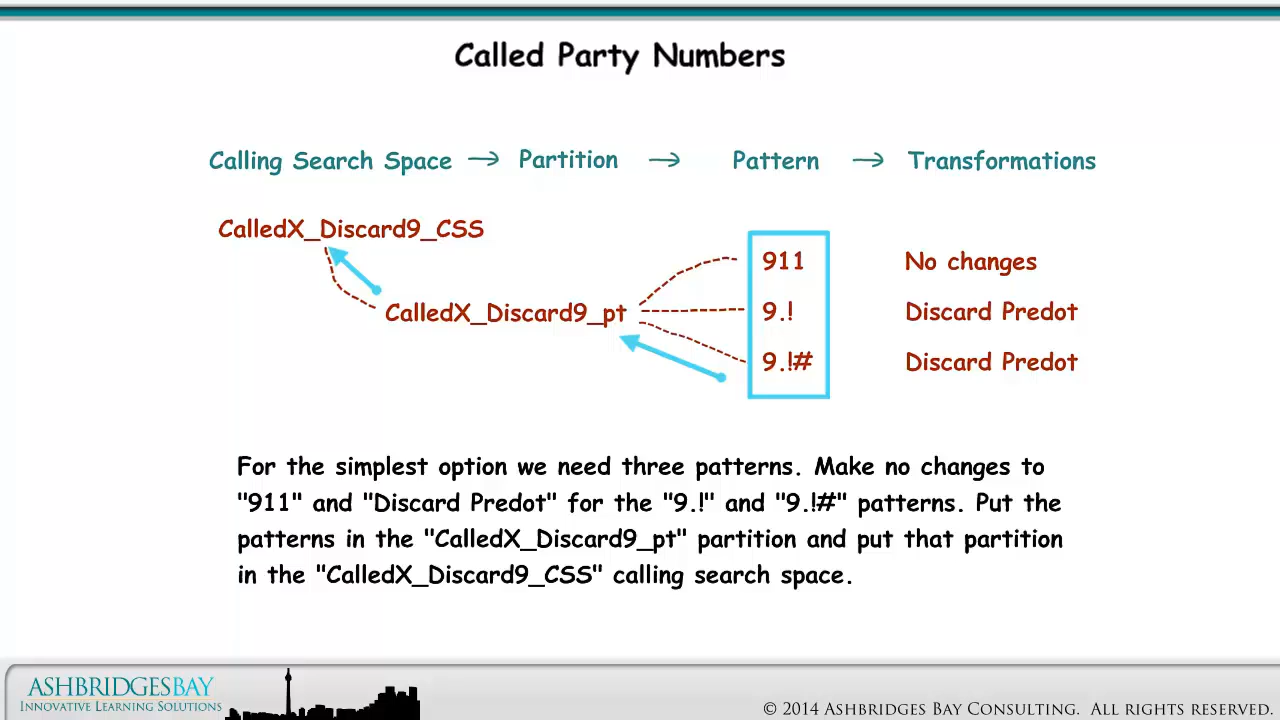 Called Party Numbers
Calling Search Space → Partition → Pattern → Transformations
CalledX_Discard9_CSS
911 No changes
CalledX_Discard9_pt 9.! Discard Predot
9.!# Discard Predot
For the simplest option we need three patterns. Make no changes to
"911" and "Discard Predot" for the "9.!" and "9.!#" patterns. Put the
patterns in the "CalledX_Discard9_pt" partition and put that partition
in the "CalledX_Discard9_CSS" calling search space.
ASHBRIDGESBAY
INNOVATIVE LEARNING SOLUTIONS
© 2014 ASHBRIDGES BAY CONSULTING. ALL RIGHTS RESERVED.